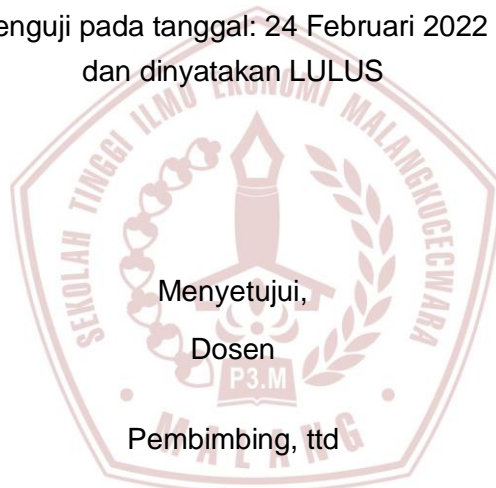 enguji pada tanggal: 24 Februari 2022
dan dinyatakan LULUS
SEKOLAH TINGGI ILMU EKONOMI MALANGKUCECWARA
Menyetujui,
Dosen
P3.M
Pembimbing, ttd
MALANG